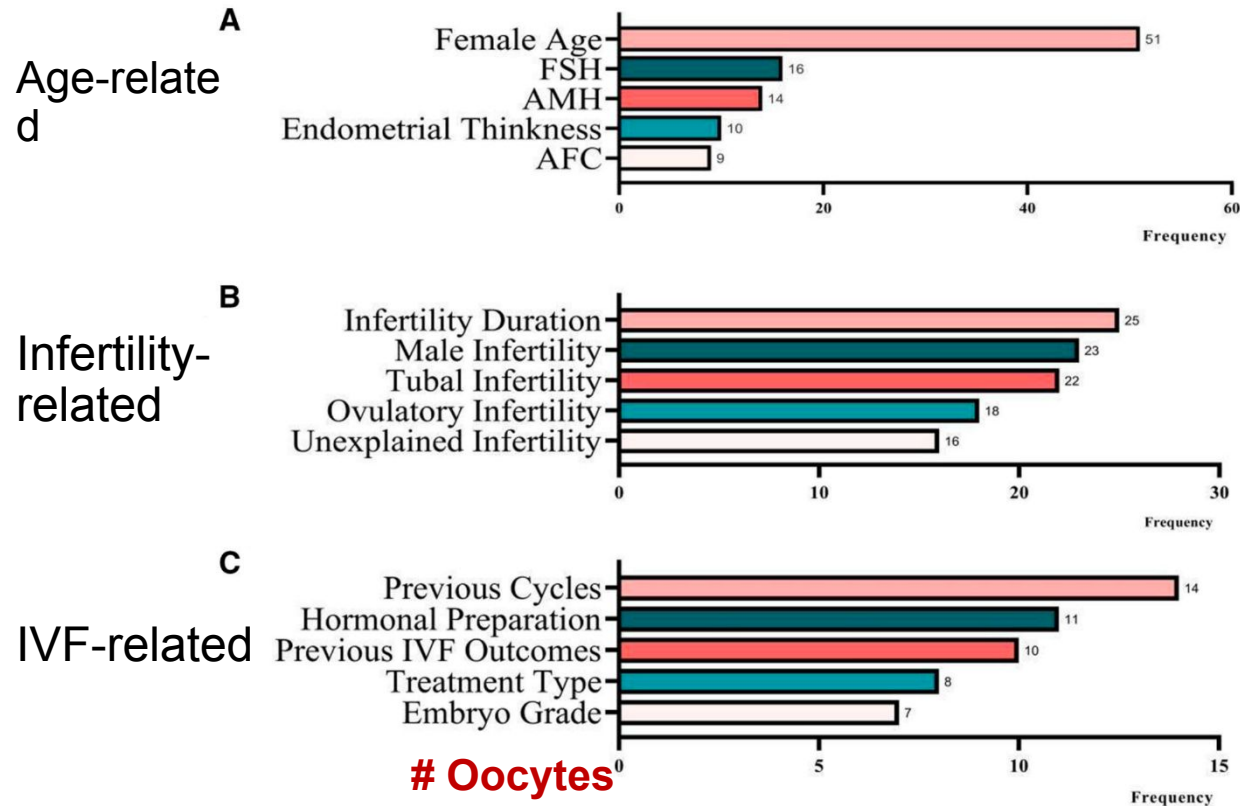 A
Age-relate
d
Female Age 51
FSH 16
AMH 14
Endometrial Thinkness 10
AFC 9
0 20 40 60
Frequency
B
Infertility-
related
Infertility Duration 25
Male Infertility 23
Tubal Infertility 22
Ovulatory Infertility 18
Unexplained Infertility 16
0 10 20 30
Frequency
C
IVF-related
Previous Cycles 14
Hormonal Preparation 11
Previous IVF Outcomes 10
Treatment Type 8
Embryo Grade 7
0 5 10 15
# Oocytes
Frequency